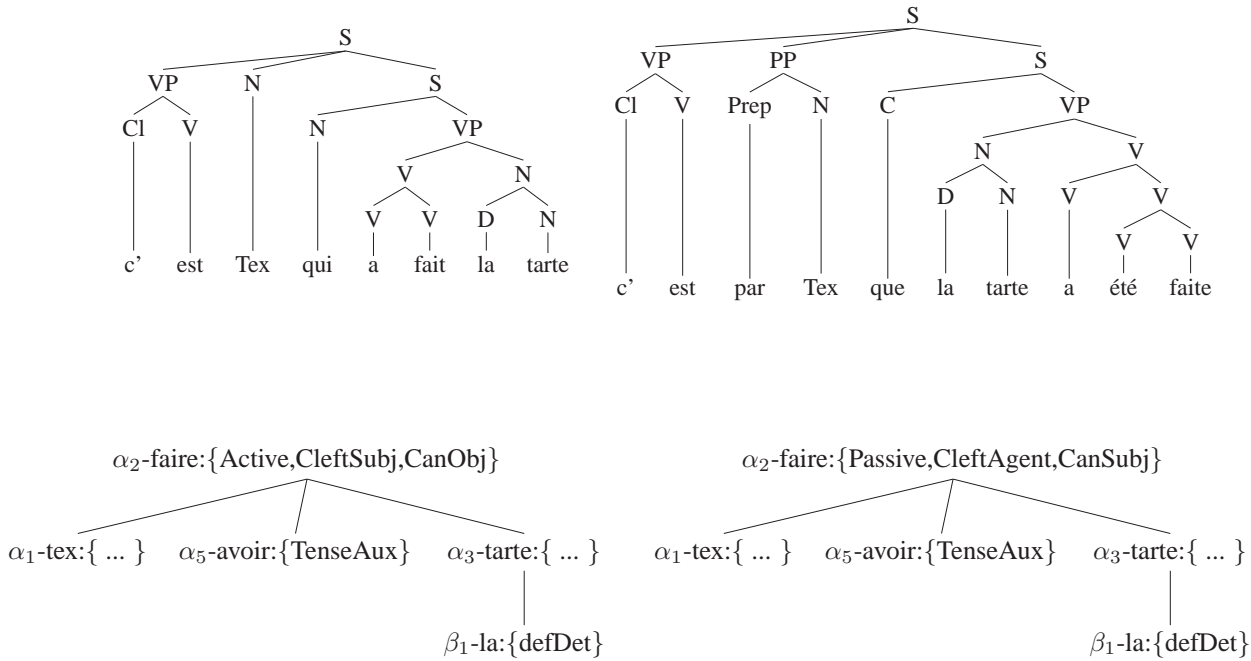 S
VP N S
Cl V N VP
V N
V V D N
c' est Tex qui a fait la tarte
S
VP PP S
Cl V Prep N C VP
N V
D N V V
V V
c' est par Tex que la tarte a été faite
α2-faire:{Active,CleftSubj,CanObj}
α1-tex:{ ... } α5-avoir:{TenseAux} α3-tarte:{ ... }
β1-la:{defDet}
α2-faire:{Passive,CleftAgent,CanSubj}
α1-tex:{ ... } α5-avoir:{TenseAux} α3-tarte:{ ... }
β1-la:{defDet}